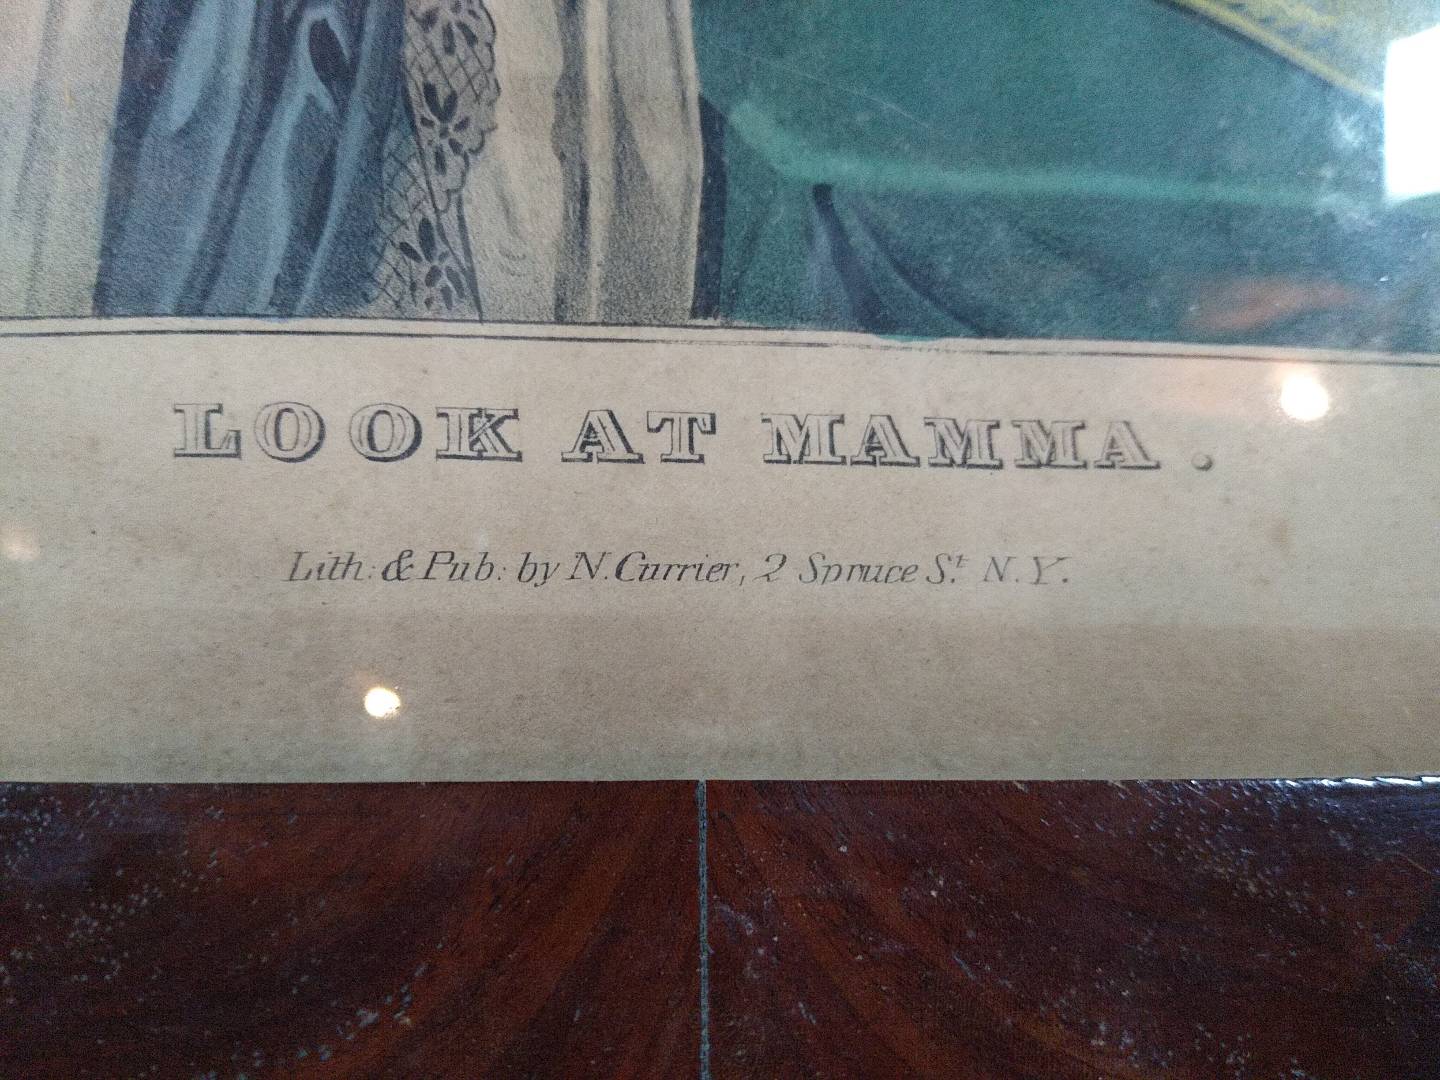 LOOK AT MAMMA.
Lith: & Pub: by N. Currier, 2 Spruce St. N.Y.